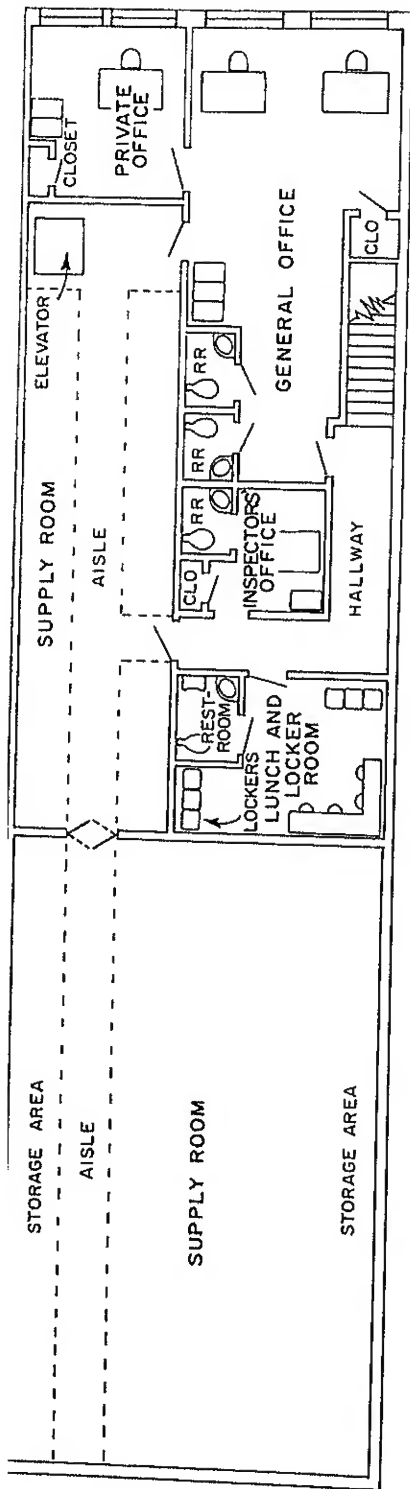 STORAGE AREA
AISLE
SUPPLY ROOM
STORAGE AREA
SUPPLY ROOM
AISLE
ELEVATOR
CLOSET
PRIVATE
OFFICE
LOCKERS
LUNCH AND
LOCKER
ROOM
REST-
ROOM
CLO
RR
INSPECTORS
OFFICE
RR
RR
HALLWAY
GENERAL OFFICE
CLO